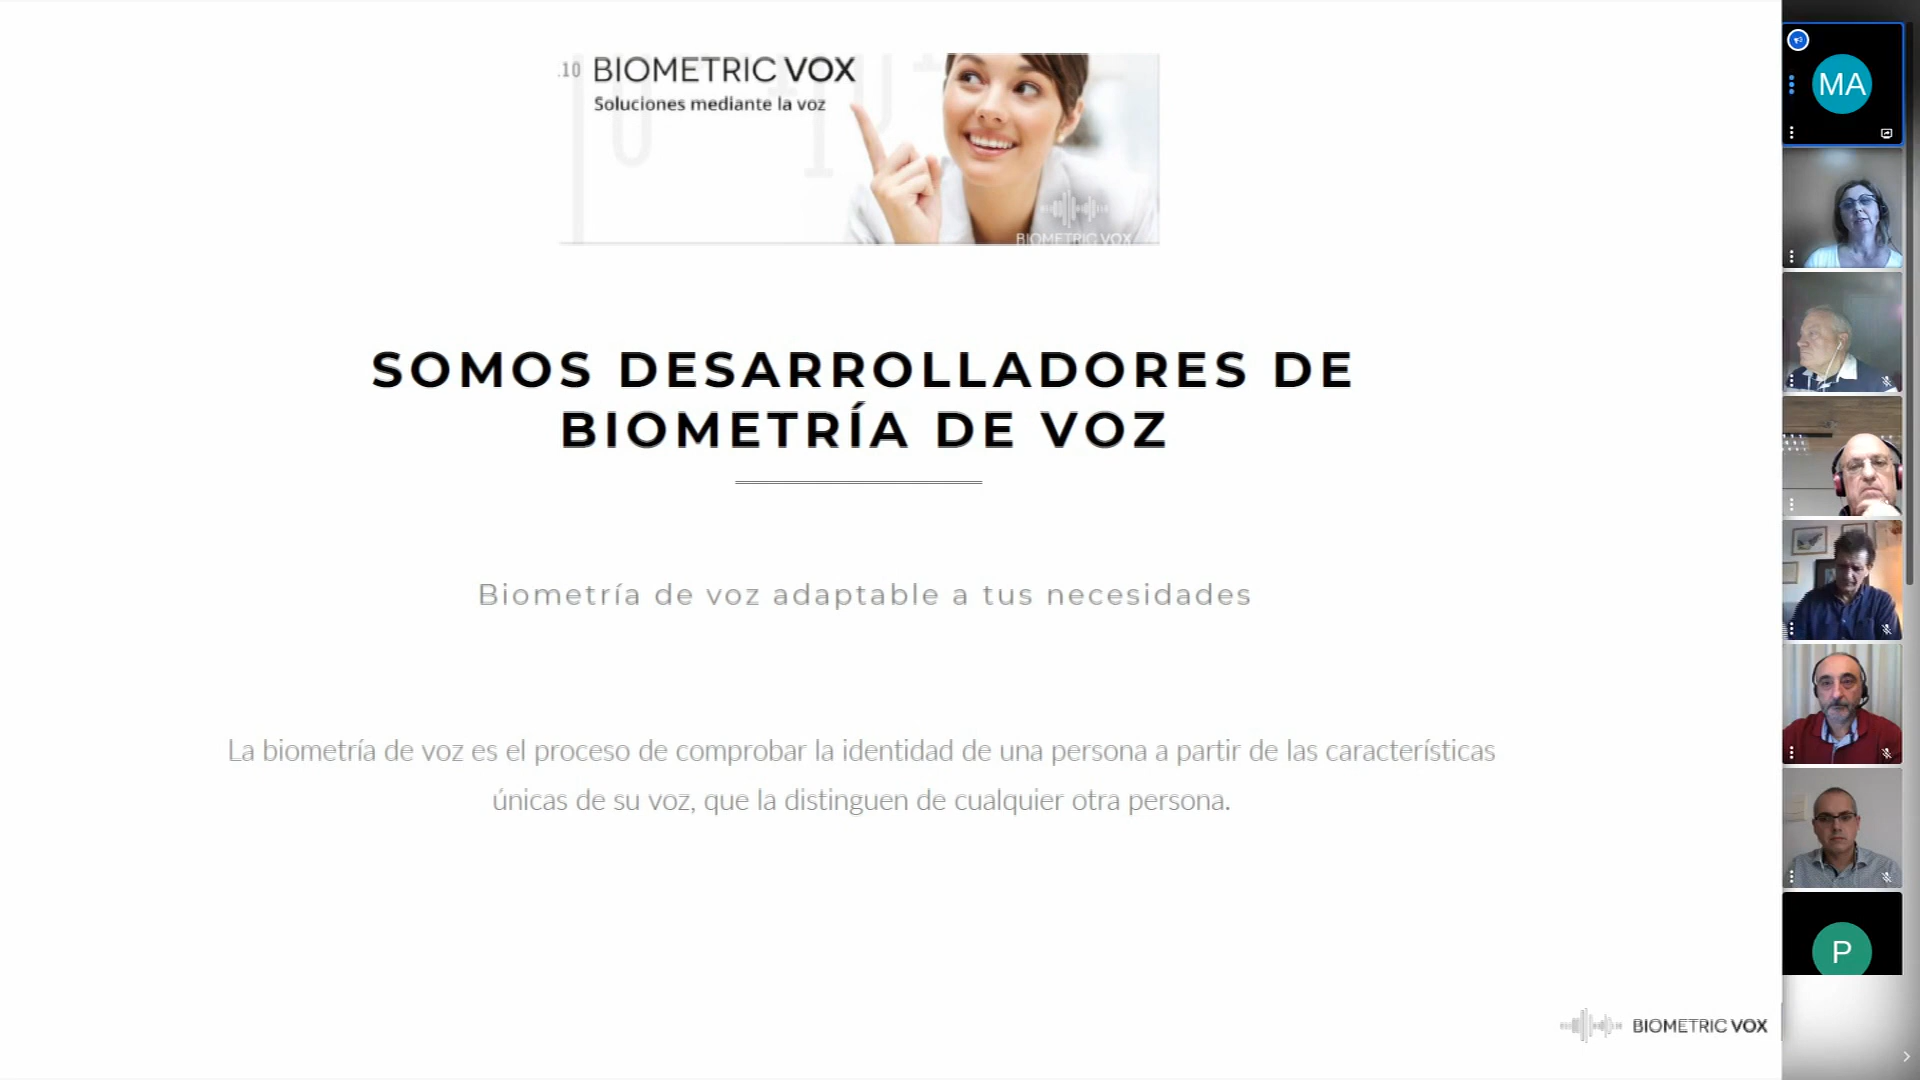 .10 BIOMETRIC VOX
Soluciones mediante la voz
BIOMETRIC VOX
SOMOS DESARROLLADORES DE
BIOMETRÍA DE VOZ
Biometría de voz adaptable a tus necesidades
La biometría de voz es el proceso de comprobar la identidad de una persona a partir de las características
únicas de su voz, que la distinguen de cualquier otra persona.
BIOMETRIC VOX
MA
P